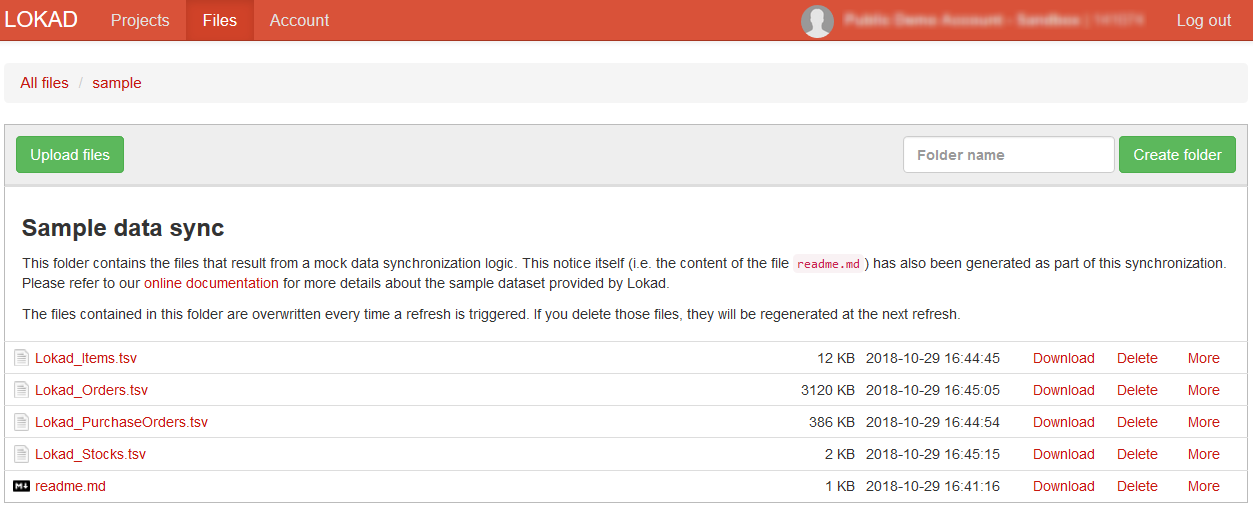 LOKAD Projects Files Account Log out
All files / sample
Upload files Folder name Create folder
Sample data sync
This folder contains the files that result from a mock data synchronization logic. This notice itself (i.e. the content of the file readme.md ) has also been generated as part of this synchronization.
Please refer to our online documentation for more details about the sample dataset provided by Lokad.
The files contained in this folder are overwritten every time a refresh is triggered. If you delete those files, they will be regenerated at the next refresh.
Lokad_Items.tsv 12 KB 2018-10-29 16:44:45 Download Delete More
Lokad_Orders.tsv 3120 KB 2018-10-29 16:45:05 Download Delete More
Lokad_PurchaseOrders.tsv 386 KB 2018-10-29 16:44:54 Download Delete More
Lokad_Stocks.tsv 2 KB 2018-10-29 16:45:15 Download Delete More
M↓ readme.md 1 KB 2018-10-29 16:41:16 Download Delete More